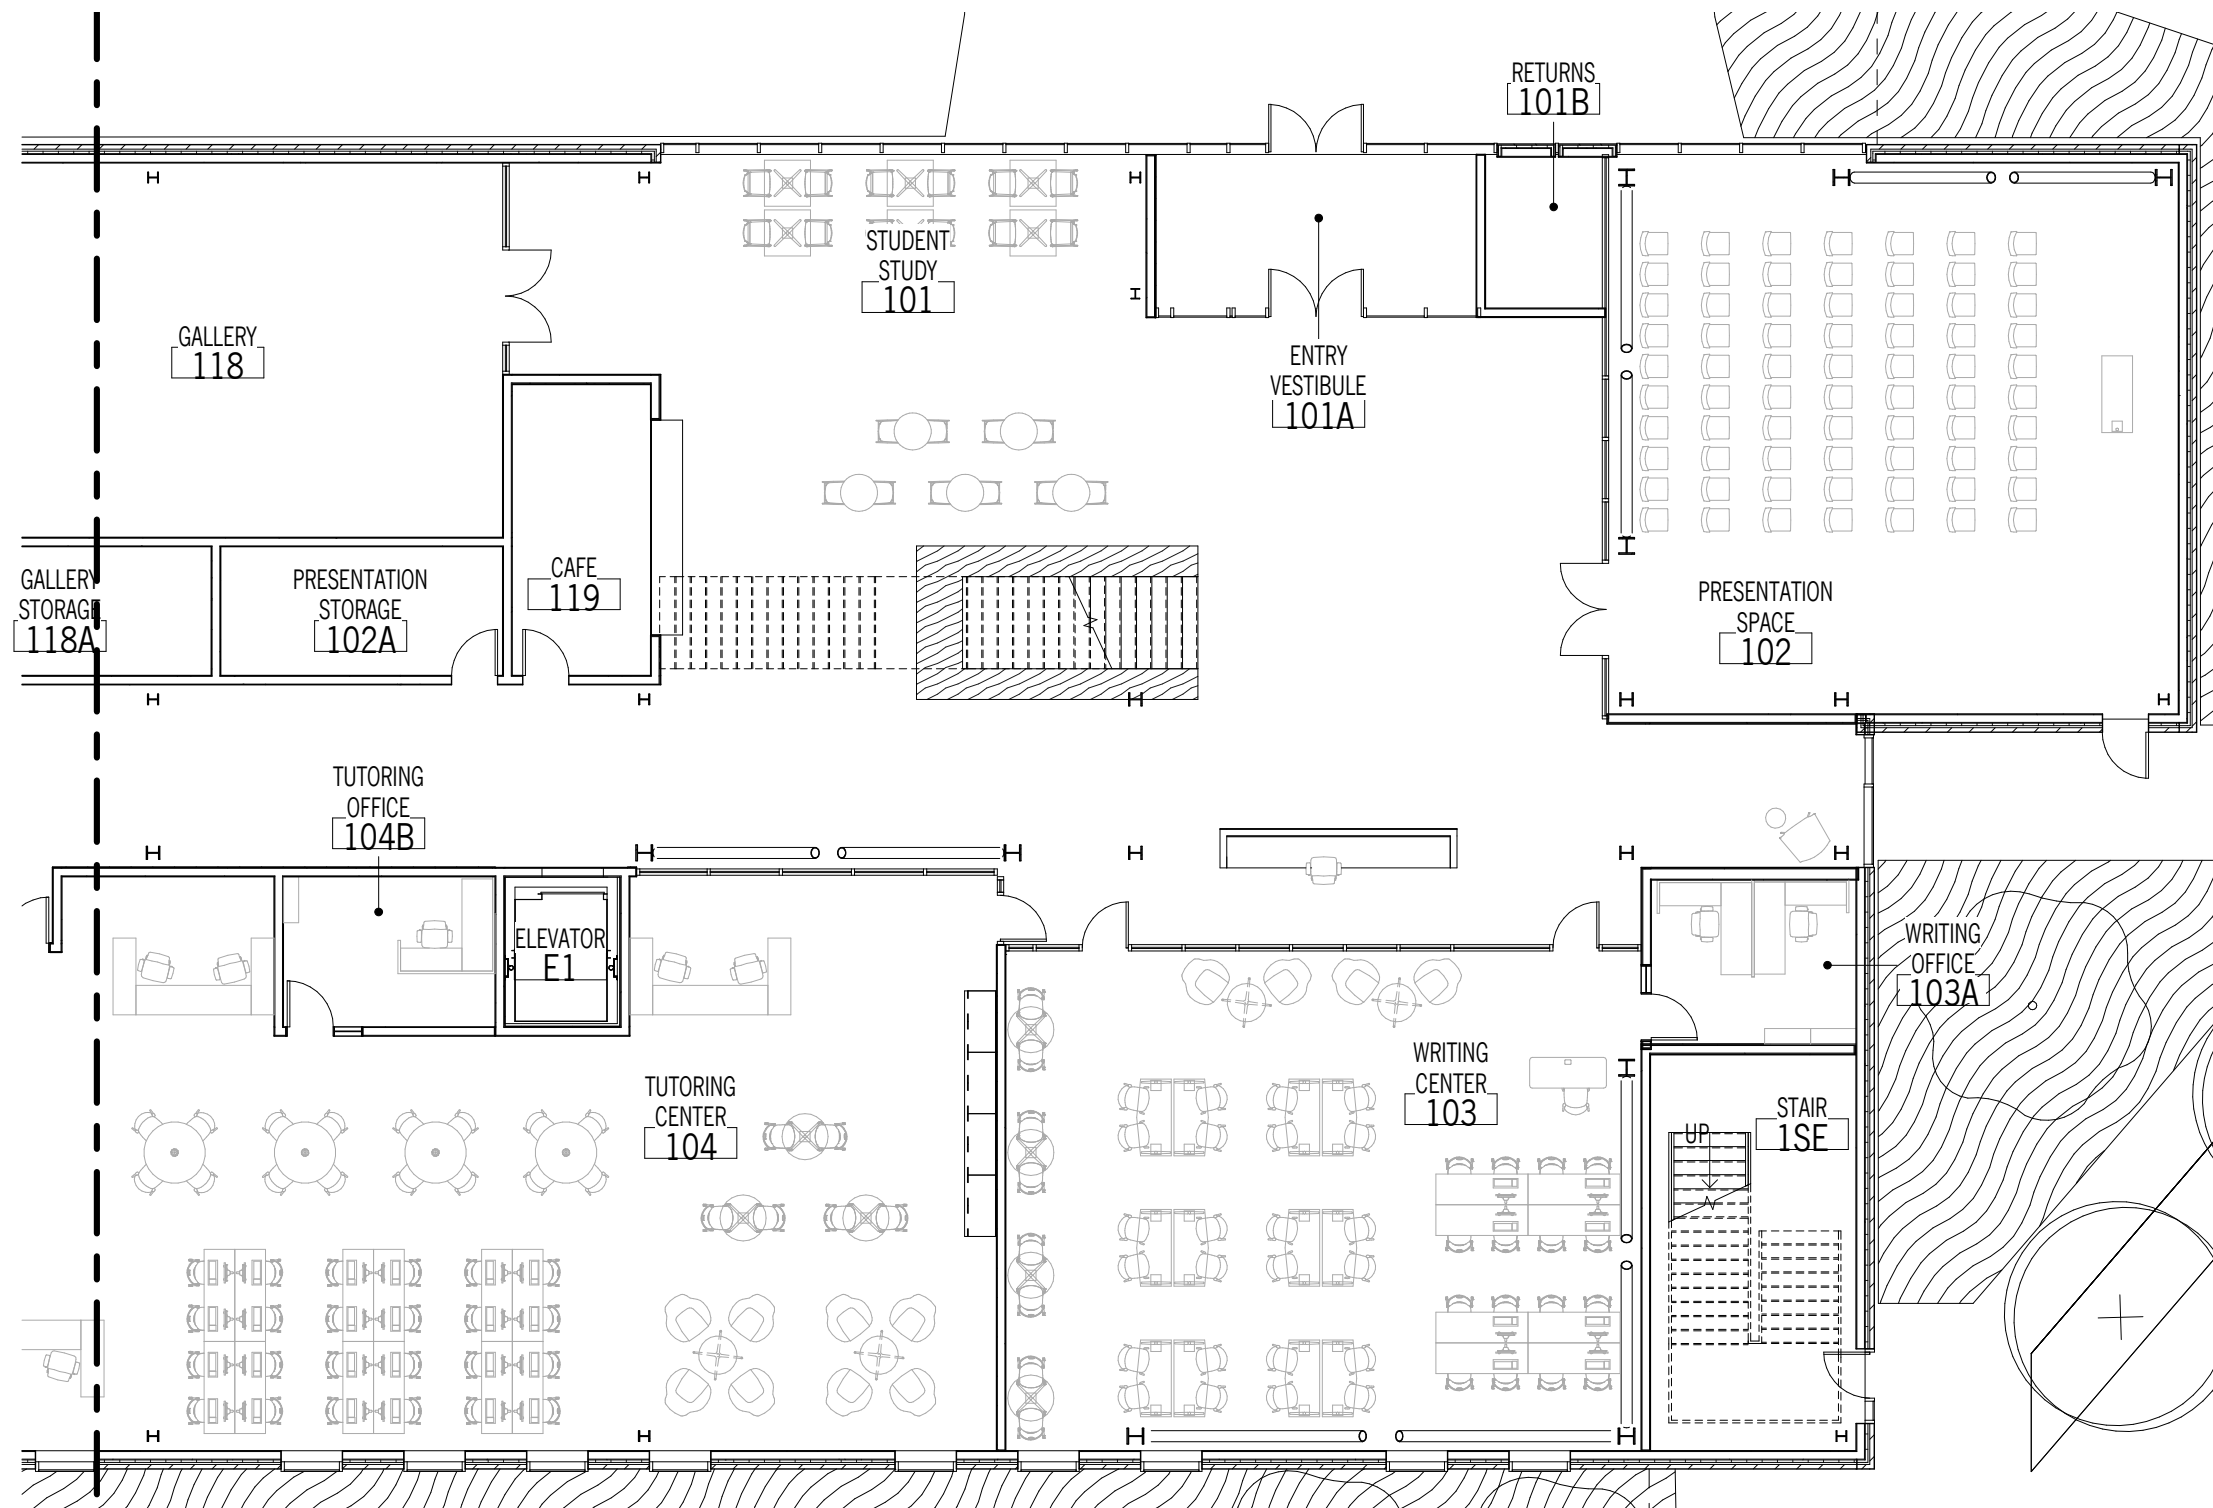 RETURNS
101B
STUDENT
STUDY
101
GALLERY
118
ENTRY
VESTIBULE
101A
GALLERY
STORAGE
118A
PRESENTATION
STORAGE
102A
CAFE
119
PRESENTATION
SPACE
102
TUTORING
OFFICE
104B
ELEVATOR
E1
WRITING
OFFICE
103A
TUTORING
CENTER
104
WRITING
CENTER
103
STAIR
1SE
UP